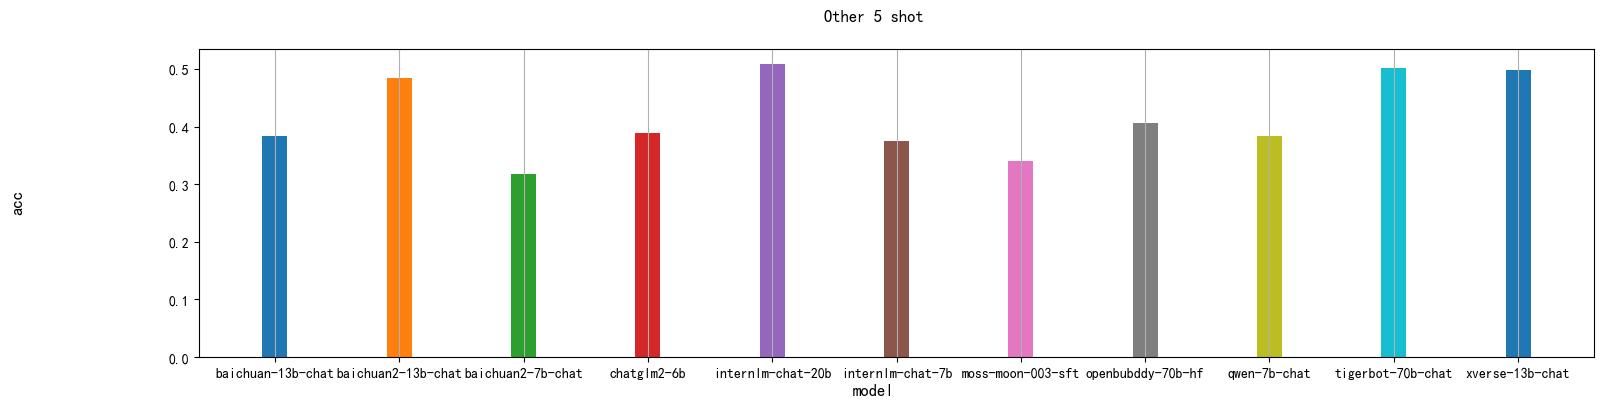 Other 5 shot
acc
0.5
0.4
0.3
0.2
0.1
0.0
baichuan-13b-chat baichuan2-13b-chat baichuan2-7b-chat chatglm2-6b internlm-chat-20b internlm-chat-7b moss-moon-003-sft openbubddy-70b-hf qwen-7b-chat tigerbot-70b-chat xverse-13b-chat
model